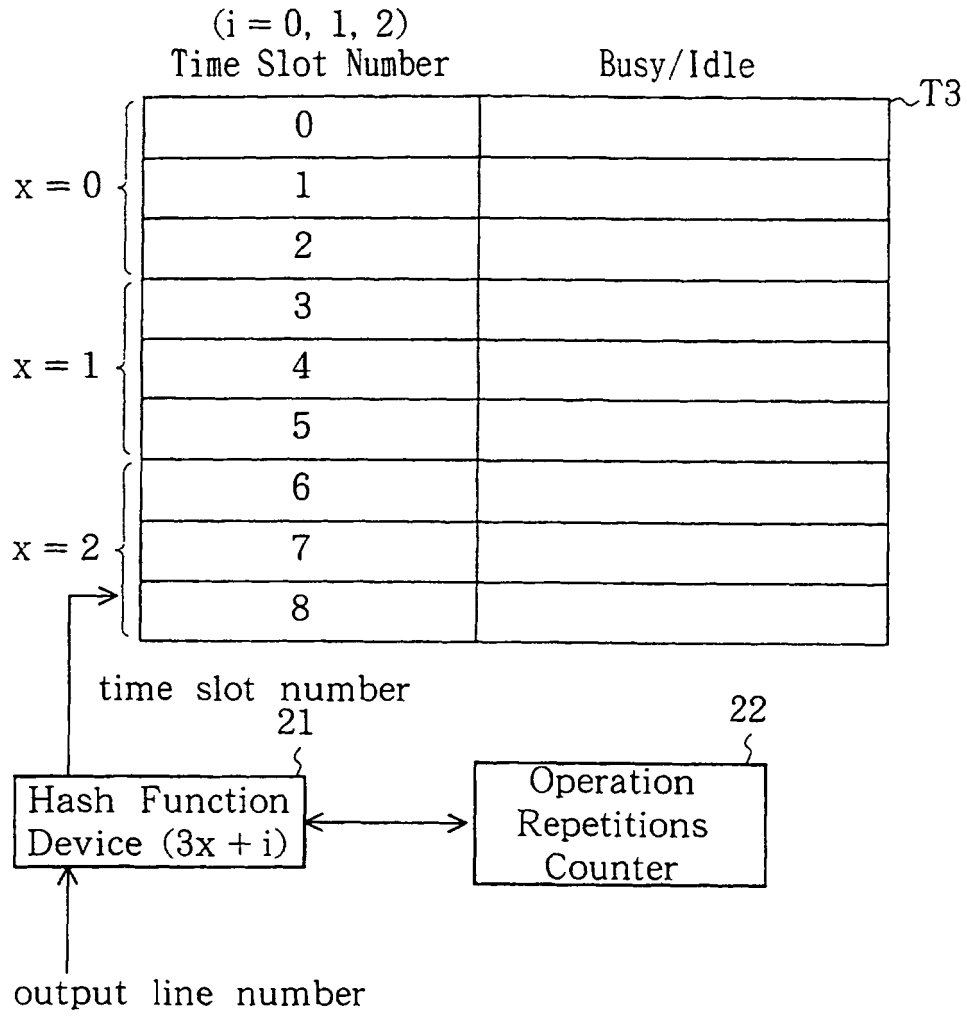 (i = 0, 1, 2)
Time Slot Number Busy/Idle
T3
0
x = 0 1
2
3
x = 1 4
5
6
x = 2 7
8
time slot number
21 22
Hash Function
Device (3x + i)
Operation
Repetitions
Counter
output line number